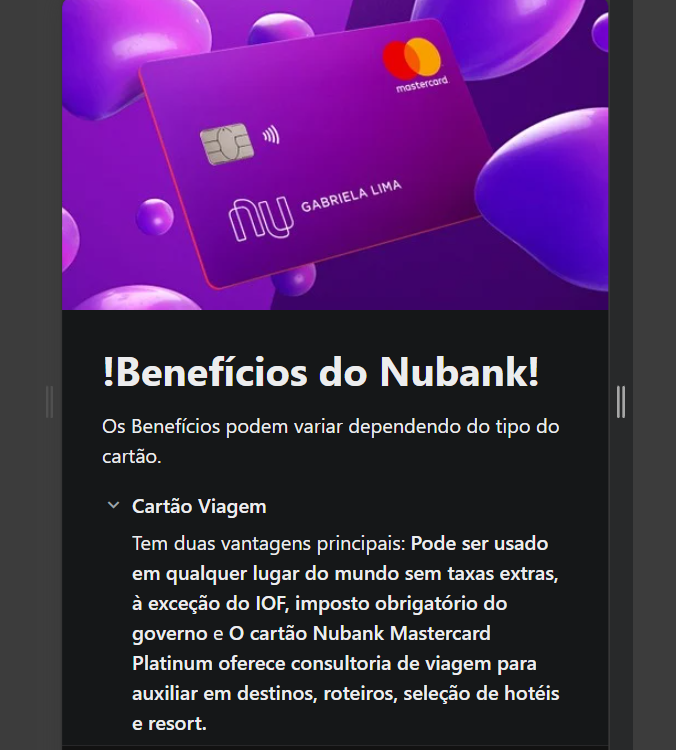 mastercard
nu GABRIELA LIMA
!Benefícios do Nubank!
Os Benefícios podem variar dependendo do tipo do
cartão.
Cartão Viagem
Tem duas vantagens principais: Pode ser usado
em qualquer lugar do mundo sem taxas extras,
à exceção do IOF, imposto obrigatório do
governo e O cartão Nubank Mastercard
Platinum oferece consultoria de viagem para
auxiliar em destinos, roteiros, seleção de hotéis
e resort.